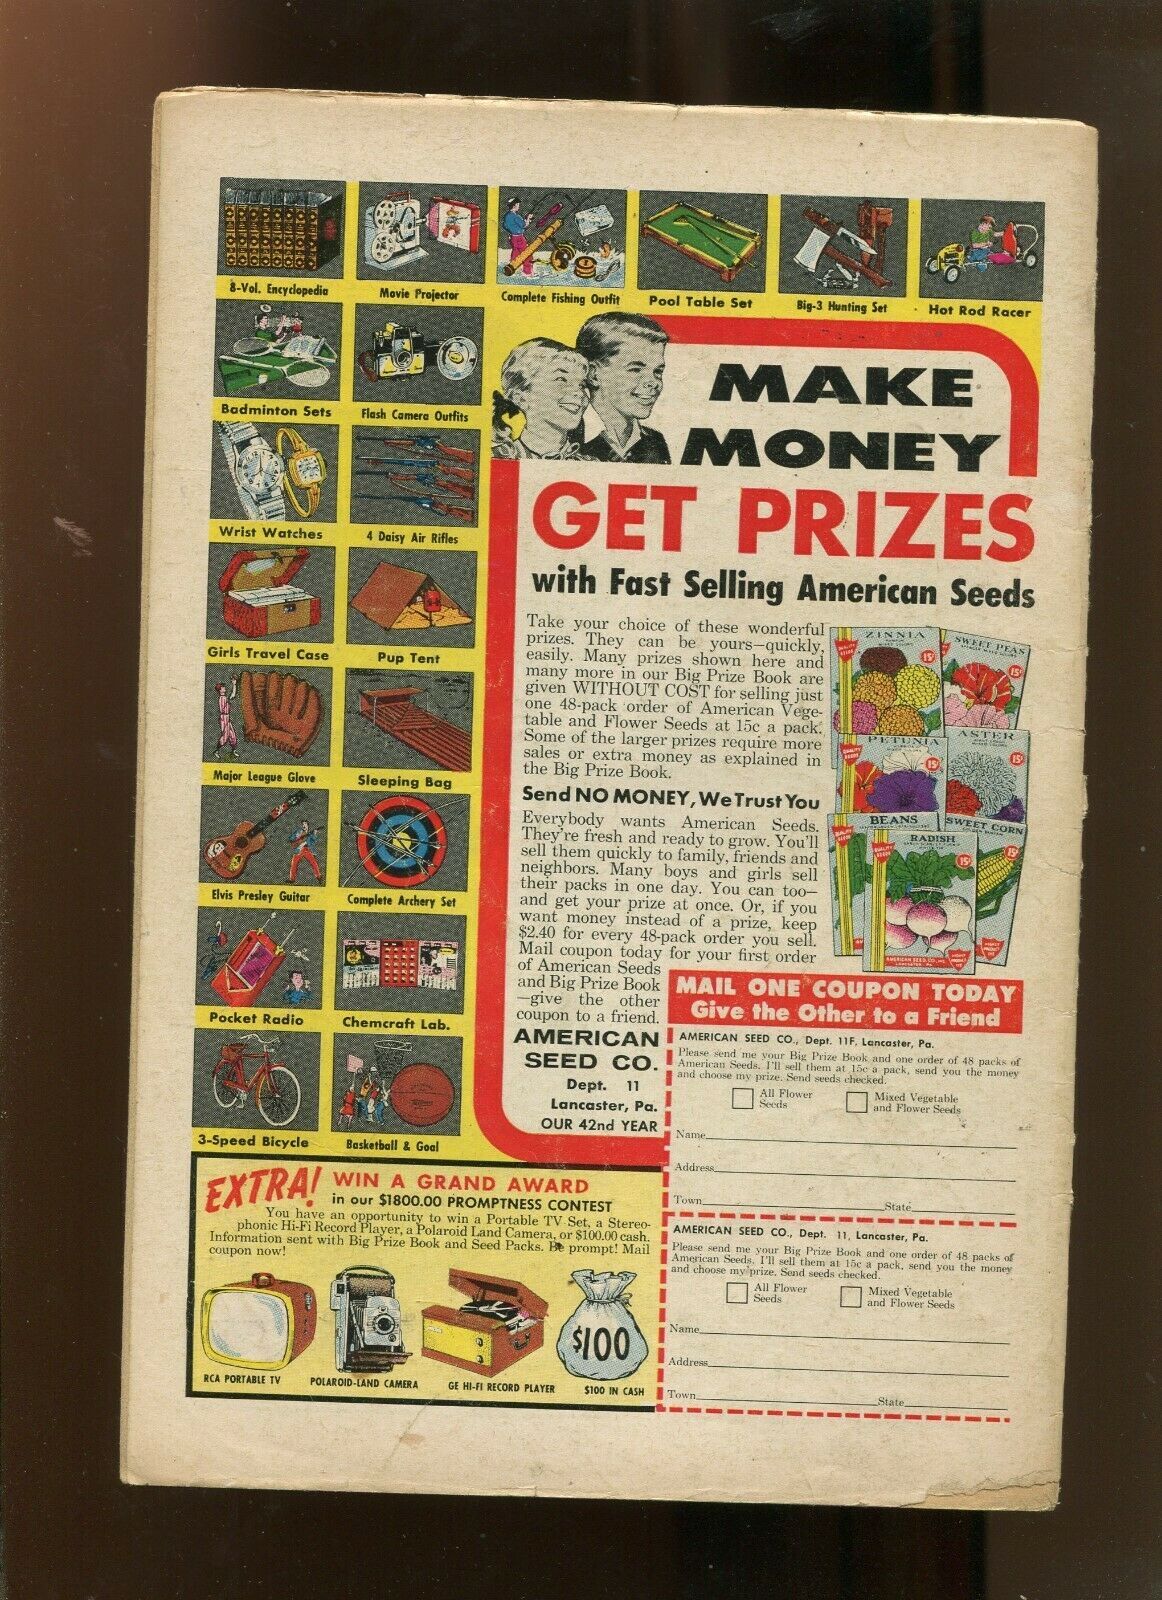 8-Vol. Encyclopedia
Movie Projector
Complete Fishing Outfit
Pool Table Set
Big-3 Hunting Set
Hot Rod Racer
Badminton Sets
Flash Camera Outfits
Wrist Watches
4 Daisy Air Rifles
Girls Travel Case
Pup Tent
Major League Glove
Sleeping Bag
Elvis Presley Guitar
Complete Archery Set
Pocket Radio
Chemcraft Lab.
3-Speed Bicycle
Basketball & Goal
MAKE
MONEY
GET PRIZES
with Fast Selling American Seeds
Take your choice of these wonderful
prizes. They can be yours—quickly,
easily. Many prizes shown here and
many more in our Big Prize Book are
given WITHOUT COST for selling just
one 48-pack order of American Vege-
table and Flower Seeds at 15c a pack.
Some of the larger prizes require more
sales or extra money as explained in
the Big Prize Book.
Send NO MONEY, We Trust You
Everybody wants American Seeds.
They're fresh and ready to grow. You'll
sell them quickly to family, friends and
neighbors. Many boys and girls sell
their packs in one day. You can too—
and get your prize at once. Or, if you
want money instead of a prize, keep
$2.40 for every 48-pack order you sell.
Mail coupon today for your first order
of American Seeds
and Big Prize Book
—give the other
coupon to a friend.
AMERICAN
SEED CO.
Dept. 11
Lancaster, Pa.
OUR 42nd YEAR
ZINNIA
15¢
SWEET PEAS
15¢
PETUNIA
15¢
ASTER
15¢
BEANS
SWEET CORN
15¢
RADISH
15¢
QUALITY SEEDS
AMERICAN SEED CO., INC.
LANCASTER, PA.
MAIL ONE COUPON TODAY
Give the Other to a Friend
AMERICAN SEED CO., Dept. 11F, Lancaster, Pa.
Please send me your Big Prize Book and one order of 48 packs of
American Seeds. I'll sell them at 15c a pack, send you the money
and choose my prize. Send seeds checked.
All Flower
Seeds
Mixed Vegetable
and Flower Seeds
Name
Address
Town State
AMERICAN SEED CO., Dept. 11, Lancaster, Pa.
Please send me your Big Prize Book and one order of 48 packs of
American Seeds. I'll sell them at 15c a pack, send you the money
and choose my prize. Send seeds checked.
All Flower
Seeds
Mixed Vegetable
and Flower Seeds
Name
Address
Town State
EXTRA! WIN A GRAND AWARD
in our $1800.00 PROMPTNESS CONTEST
You have an opportunity to win a Portable TV Set, a Stereo-
phonic Hi-Fi Record Player, a Polaroid Land Camera, or $100.00 cash.
Information sent with Big Prize Book and Seed Packs. Be prompt! Mail
coupon now!
$100
RCA PORTABLE TV
POLAROID-LAND CAMERA
GE HI-FI RECORD PLAYER
$100 IN CASH